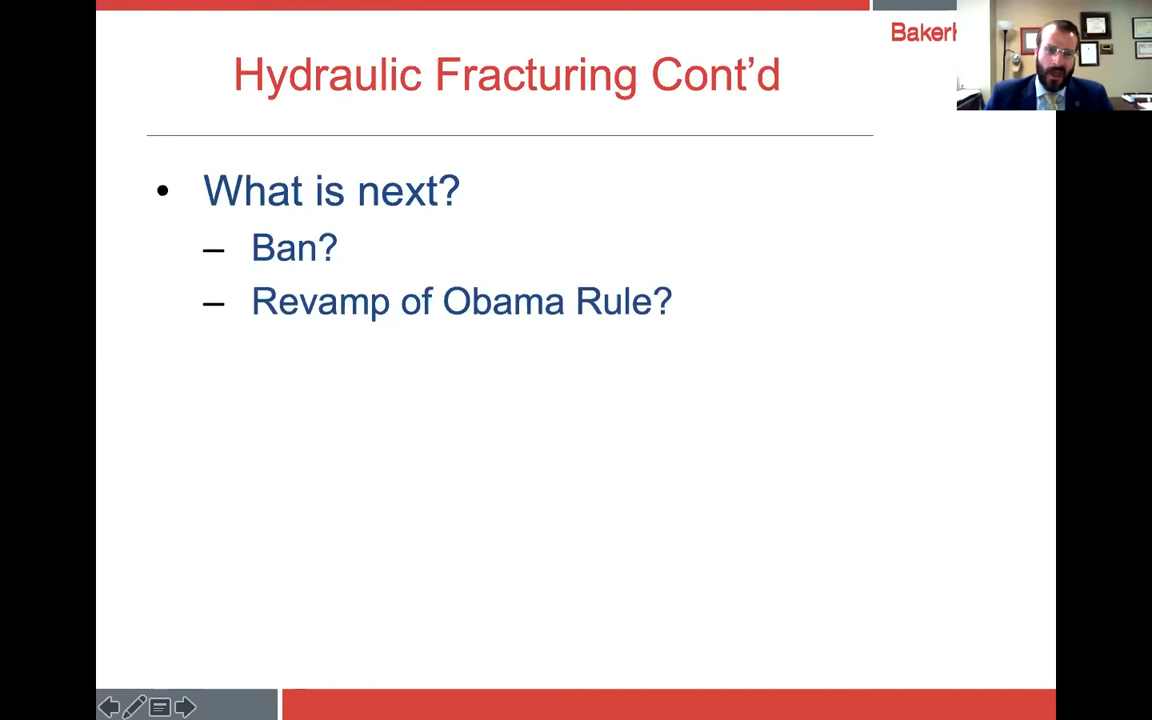 Hydraulic Fracturing Cont’d
• What is next?
– Ban?
– Revamp of Obama Rule?